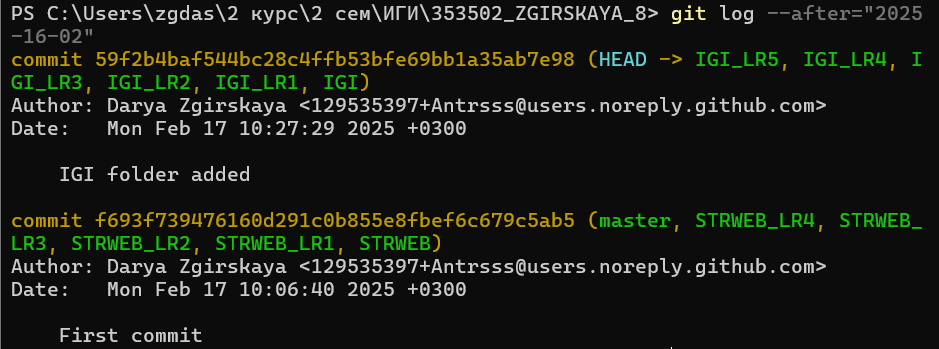 PS C:\Users\zgdas\2 курс\2 сем\ИГИ\353502_ZGIRSKAYA_8> git log --after="2025
-16-02"
commit 59f2b4baf544bc28c4ffb53bfe69bb1a35ab7e98 (HEAD -> IGI_LR5, IGI_LR4, I
GI_LR3, IGI_LR2, IGI_LR1, IGI)
Author: Darya Zgirskaya <129535397+Antrsss@users.noreply.github.com>
Date:   Mon Feb 17 10:27:29 2025 +0300
    IGI folder added
commit f693f739476160d291c0b855e8fbef6c679c5ab5 (master, STRWEB_LR4, STRWEB_
LR3, STRWEB_LR2, STRWEB_LR1, STRWEB)
Author: Darya Zgirskaya <129535397+Antrsss@users.noreply.github.com>
Date:   Mon Feb 17 10:06:40 2025 +0300
    First commit